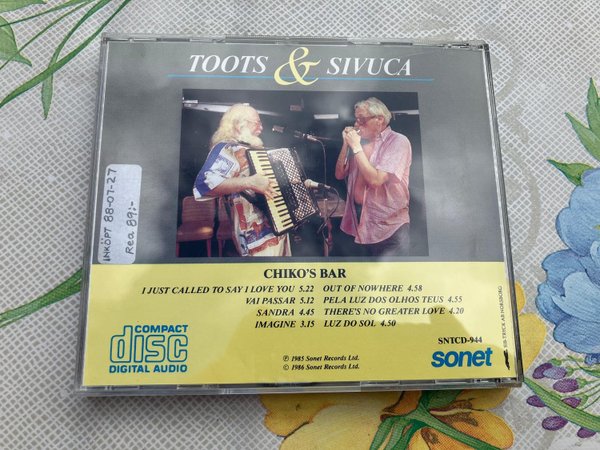 TOOTS & SIVUCA
INKÖPT 88-07-27
Rea 89:-
CHIKO'S BAR
I JUST CALLED TO SAY I LOVE YOU 5.22
VAI PASSAR 5.12
SANDRA 4.45
IMAGINE 3.15
OUT OF NOWHERE 4.58
PELA LUZ DOS OLHOS TEUS 4.55
THERE'S NO GREATER LOVE 4.20
LUZ DO SOL 4.50
COMPACT
disc
DIGITAL AUDIO
℗ 1985 Sonet Records Ltd.
© 1986 Sonet Records Ltd.
SNTCD-944
sonet